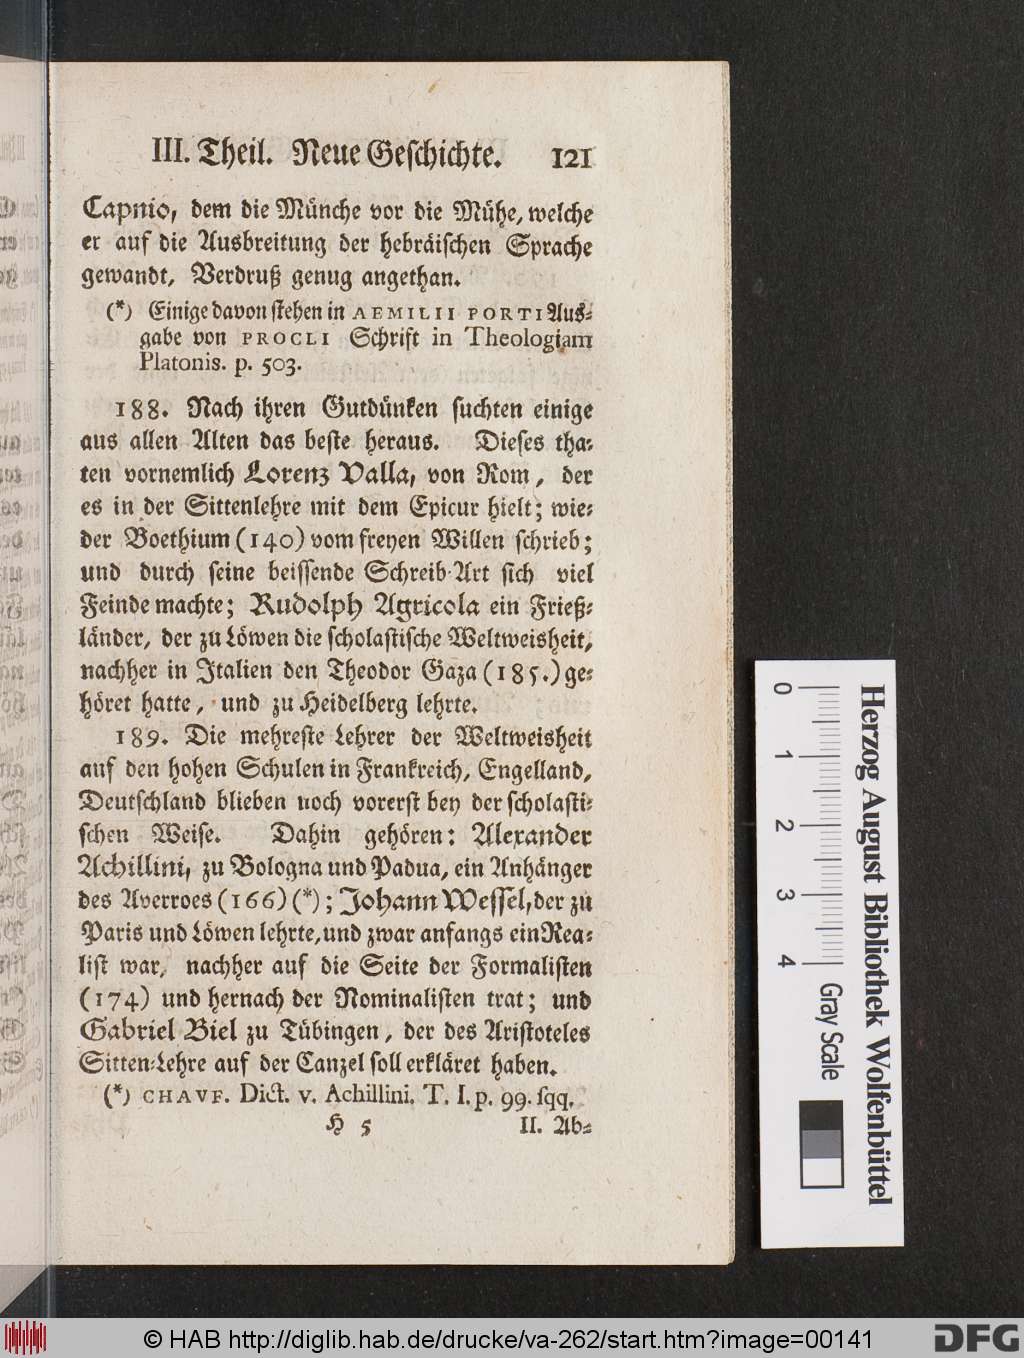 III. Theil. Neue Geschichte. 121
Capnio, dem die Münche vor die Mühe, welche
er auf die Ausbreitung der hebräischen Sprache
gewandt, Verdruß genug angethan.
(*) Einige davon stehen in AEMILII PORTI Aus-
gabe von PROCLI Schrift in Theologiam
Platonis. p. 503.
188. Nach ihren Gutdünken suchten einige
aus allen Alten das beste heraus. Dieses tha-
ten vornemlich Lorenz Valla, von Rom, der
es in der Sittenlehre mit dem Epicur hielt; wie-
der Boethium (140) vom freyen Willen schrieb;
und durch seine beissende Schreib-Art sich viel
Feinde machte; Rudolph Agricola ein Frieß-
länder, der zu Löwen die scholastische Weltweisheit,
nachher in Italien den Theodor Gaza (185.) ge-
höret hatte, und zu Heidelberg lehrte.
189. Die mehreste Lehrer der Weltweisheit
auf den hohen Schulen in Frankreich, Engelland,
Deutschland blieben noch vorerst bey der scholasti-
schen Weise. Dahin gehören: Alexander
Achillini, zu Bologna und Padua, ein Anhänger
des Averroes (166) (*); Johann Wessel, der zu
Paris und Löwen lehrte, und zwar anfangs ein Rea-
list war, nachher auf die Seite der Formalisten
(174) und hernach der Nominalisten trat; und
Gabriel Biel zu Tübingen, der des Aristoteles
Sitten-Lehre auf der Canzel soll erkläret haben.
(*) CHAVF. Dict. v. Achillini. T. I. p. 99. sqq.
H 5 II. Ab-
0 1 2 3 4 Gray Scale
Herzog August Bibliothek Wolfenbüttel
© HAB http://diglib.hab.de/drucke/va-262/start.htm?image=00141
DFG